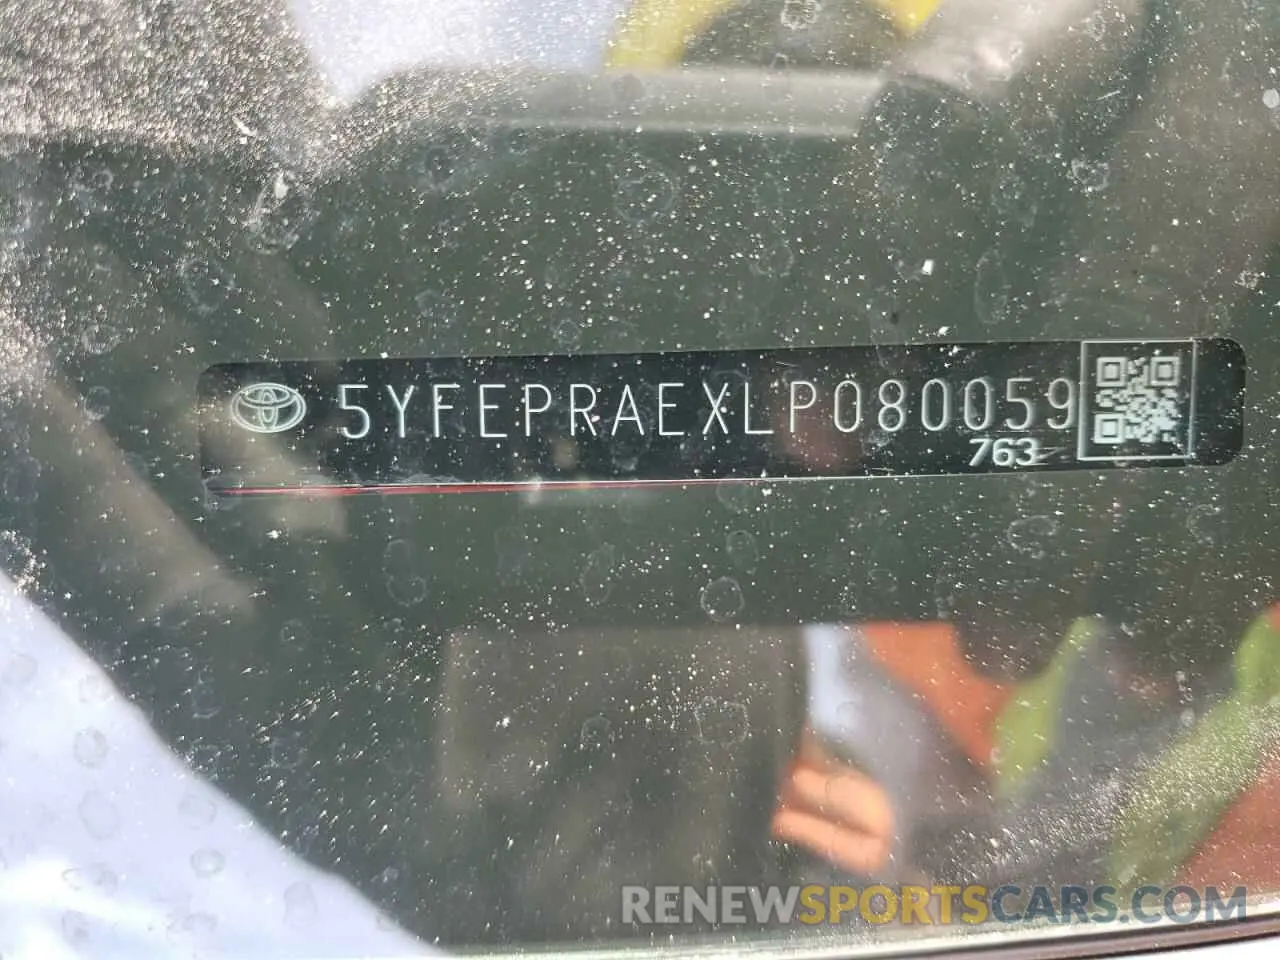 5YFEPRAEXLP080059
763
RENEWSPORTSCARS.COM